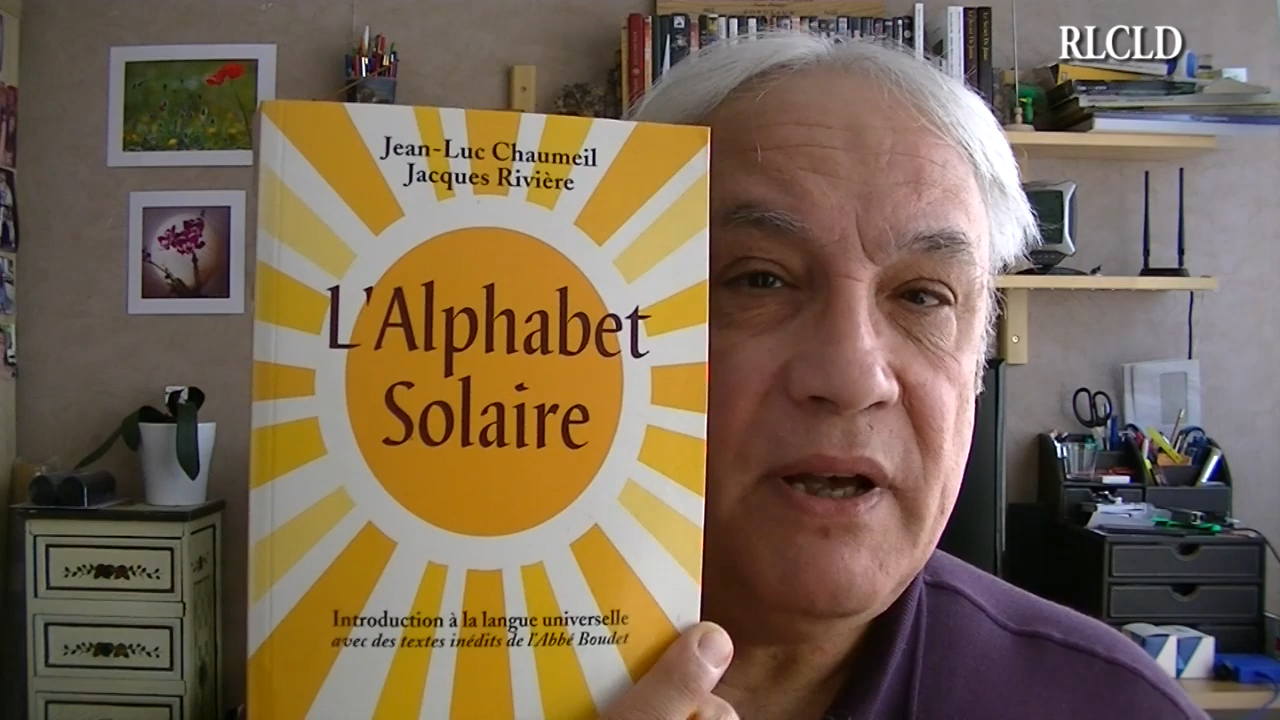 RLCLD
Jean-Luc Chaumeil
Jacques Rivière
L'Alphabet
Solaire
Introduction à la langue universelle
avec des textes inédits de l'Abbé Boudet